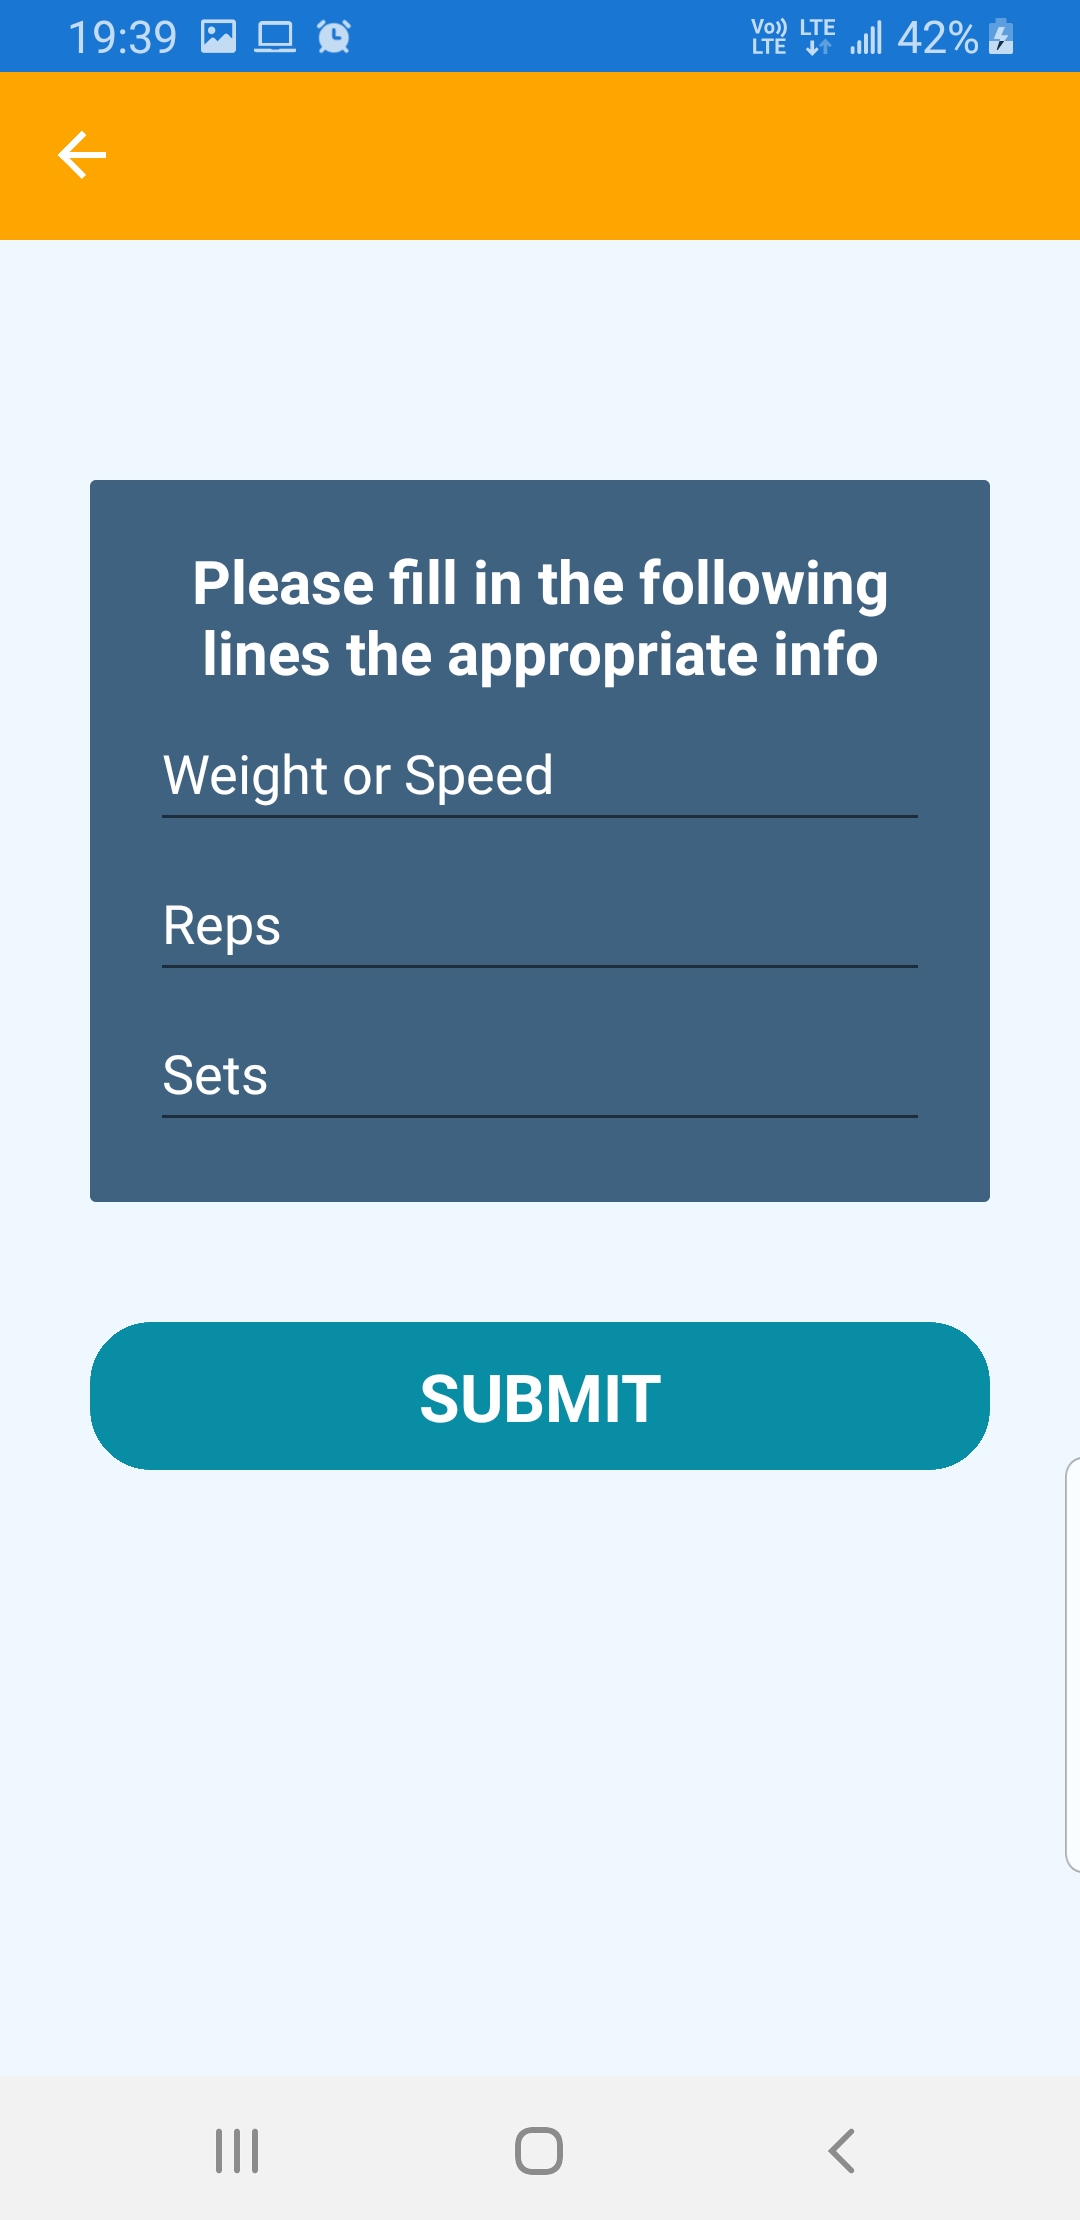 19:39 Vo)) LTE LTE 42%
Please fill in the following
lines the appropriate info
Weight or Speed
Reps
Sets
SUBMIT